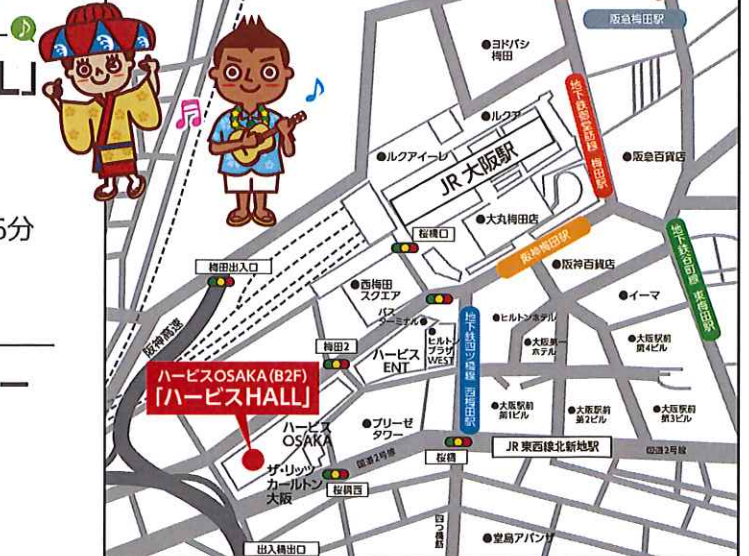 L」
5分
阪急梅田駅
ヨドバシ
梅田
地下鉄御堂筋線 梅田駅
ルクア
ルクアイーレ
JR 大阪駅
阪急百貨店
大丸梅田店
桜橋口
阪神梅田駅
地下鉄谷町線 東梅田駅
阪神百貨店
梅田出入口
西梅田
スクエア
イーマ
バス
ターミナル
地下鉄四ツ橋線 西梅田駅
ヒルトンホテル
阪神高速
梅田2
ヒルトン
プラザ
WEST
大阪第一
ホテル
大阪駅前
第4ビル
ハービス
ENT
ハービスOSAKA(B2F)
「ハービスHALL」
大阪駅前
第1ビル
大阪駅前
第2ビル
大阪駅前
第3ビル
ハービス
OSAKA
ブリーゼ
タワー
桜橋
JR 東西線北新地駅
国道2号線
国道2号線
ザ・リッツ
カールトン
大阪
桜橋西
四つ橋筋
堂島アバンザ
出入橋出口